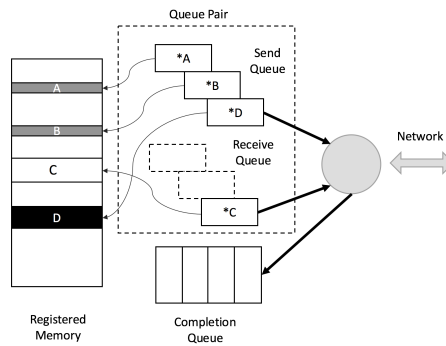 Queue Pair
*A
Send
Queue
A
*B
*D
B
Network
Receive
Queue
C
*C
D
Registered
Memory
Completion
Queue